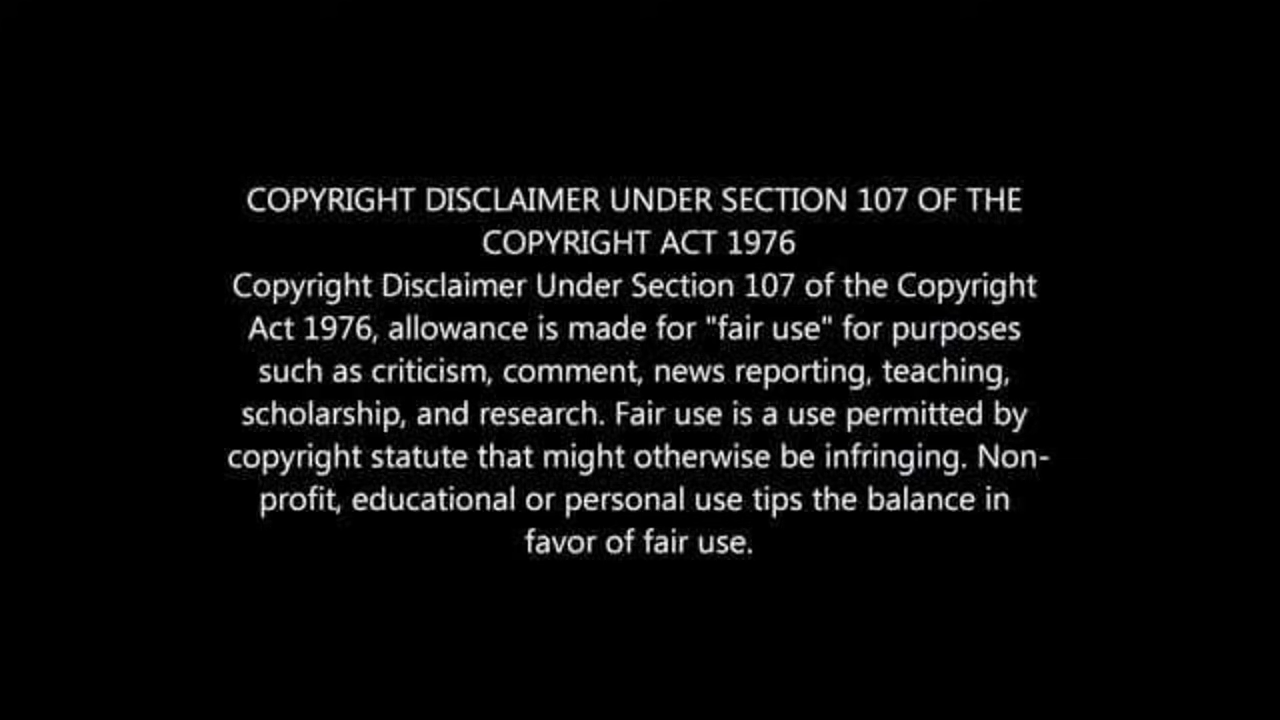 COPYRIGHT DISCLAIMER UNDER SECTION 107 OF THE
COPYRIGHT ACT 1976
Copyright Disclaimer Under Section 107 of the Copyright
Act 1976, allowance is made for "fair use" for purposes
such as criticism, comment, news reporting, teaching,
scholarship, and research. Fair use is a use permitted by
copyright statute that might otherwise be infringing. Non-
profit, educational or personal use tips the balance in
favor of fair use.